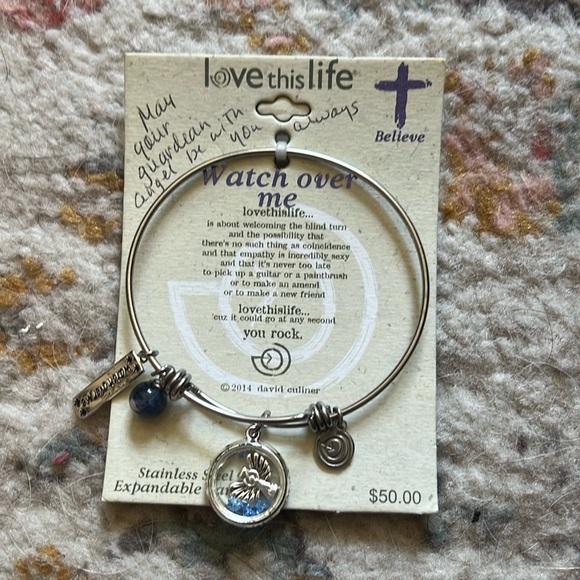 love this life®
May
your
guardian
angel be with
you always
Believe
Watch over
me
lovethislife...
is about welcoming the blind turn
and the possibility that
there's no such thing as coincidence
and that empathy is incredibly sexy
and that it's never too late
to pick up a guitar or a paintbrush
or to make an amend
or to make a new friend
lovethislife...
'cuz it could go at any second
you rock.
©2014 david culiner
Stainless Steel
Expandable
$50.00